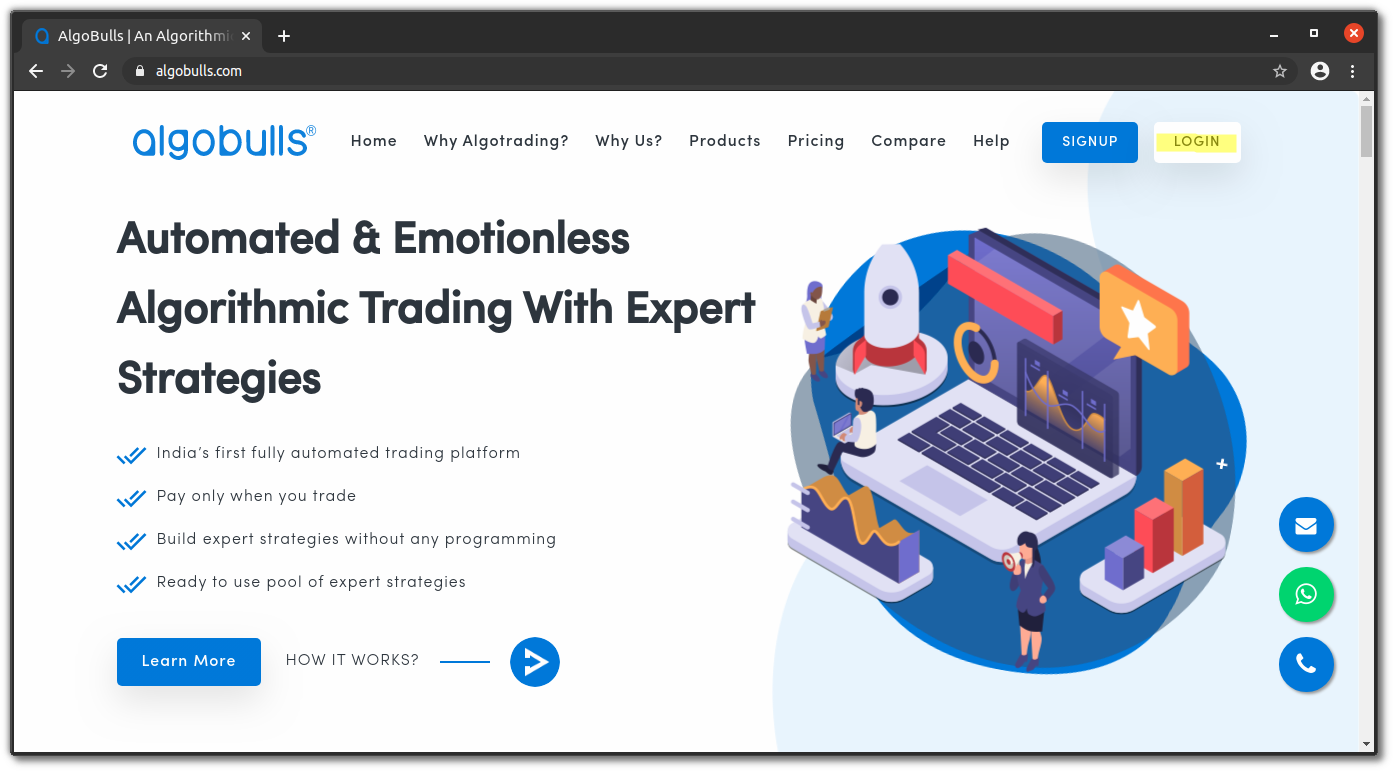 AlgoBulls | An Algorithmi
algobulls.com
algobulls®
Home
Why Algotrading?
Why Us?
Products
Pricing
Compare
Help
SIGNUP
LOGIN
Automated & Emotionless
Algorithmic Trading With Expert
Strategies
India’s first fully automated trading platform
Pay only when you trade
Build expert strategies without any programming
Ready to use pool of expert strategies
Learn More
HOW IT WORKS?